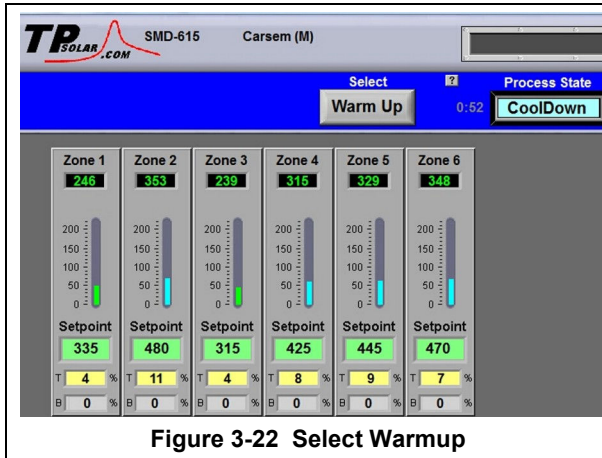 TPSOLAR.COM SMD-615 Carsem (M)
Select ? Process State
Warm Up 0:52 CoolDown
Zone 1 Zone 2 Zone 3 Zone 4 Zone 5 Zone 6
246 353 239 315 329 348
200 200 200 200 200 200
150 150 150 150 150 150
100 100 100 100 100 100
50 50 50 50 50 50
0 0 0 0 0 0
Setpoint Setpoint Setpoint Setpoint Setpoint Setpoint
335 480 315 425 445 470
T 4 % T 11 % T 4 % T 8 % T 9 % T 7 %
B 0 % B 0 % B 0 % B 0 % B 0 % B 0 %
Figure 3-22 Select Warmup